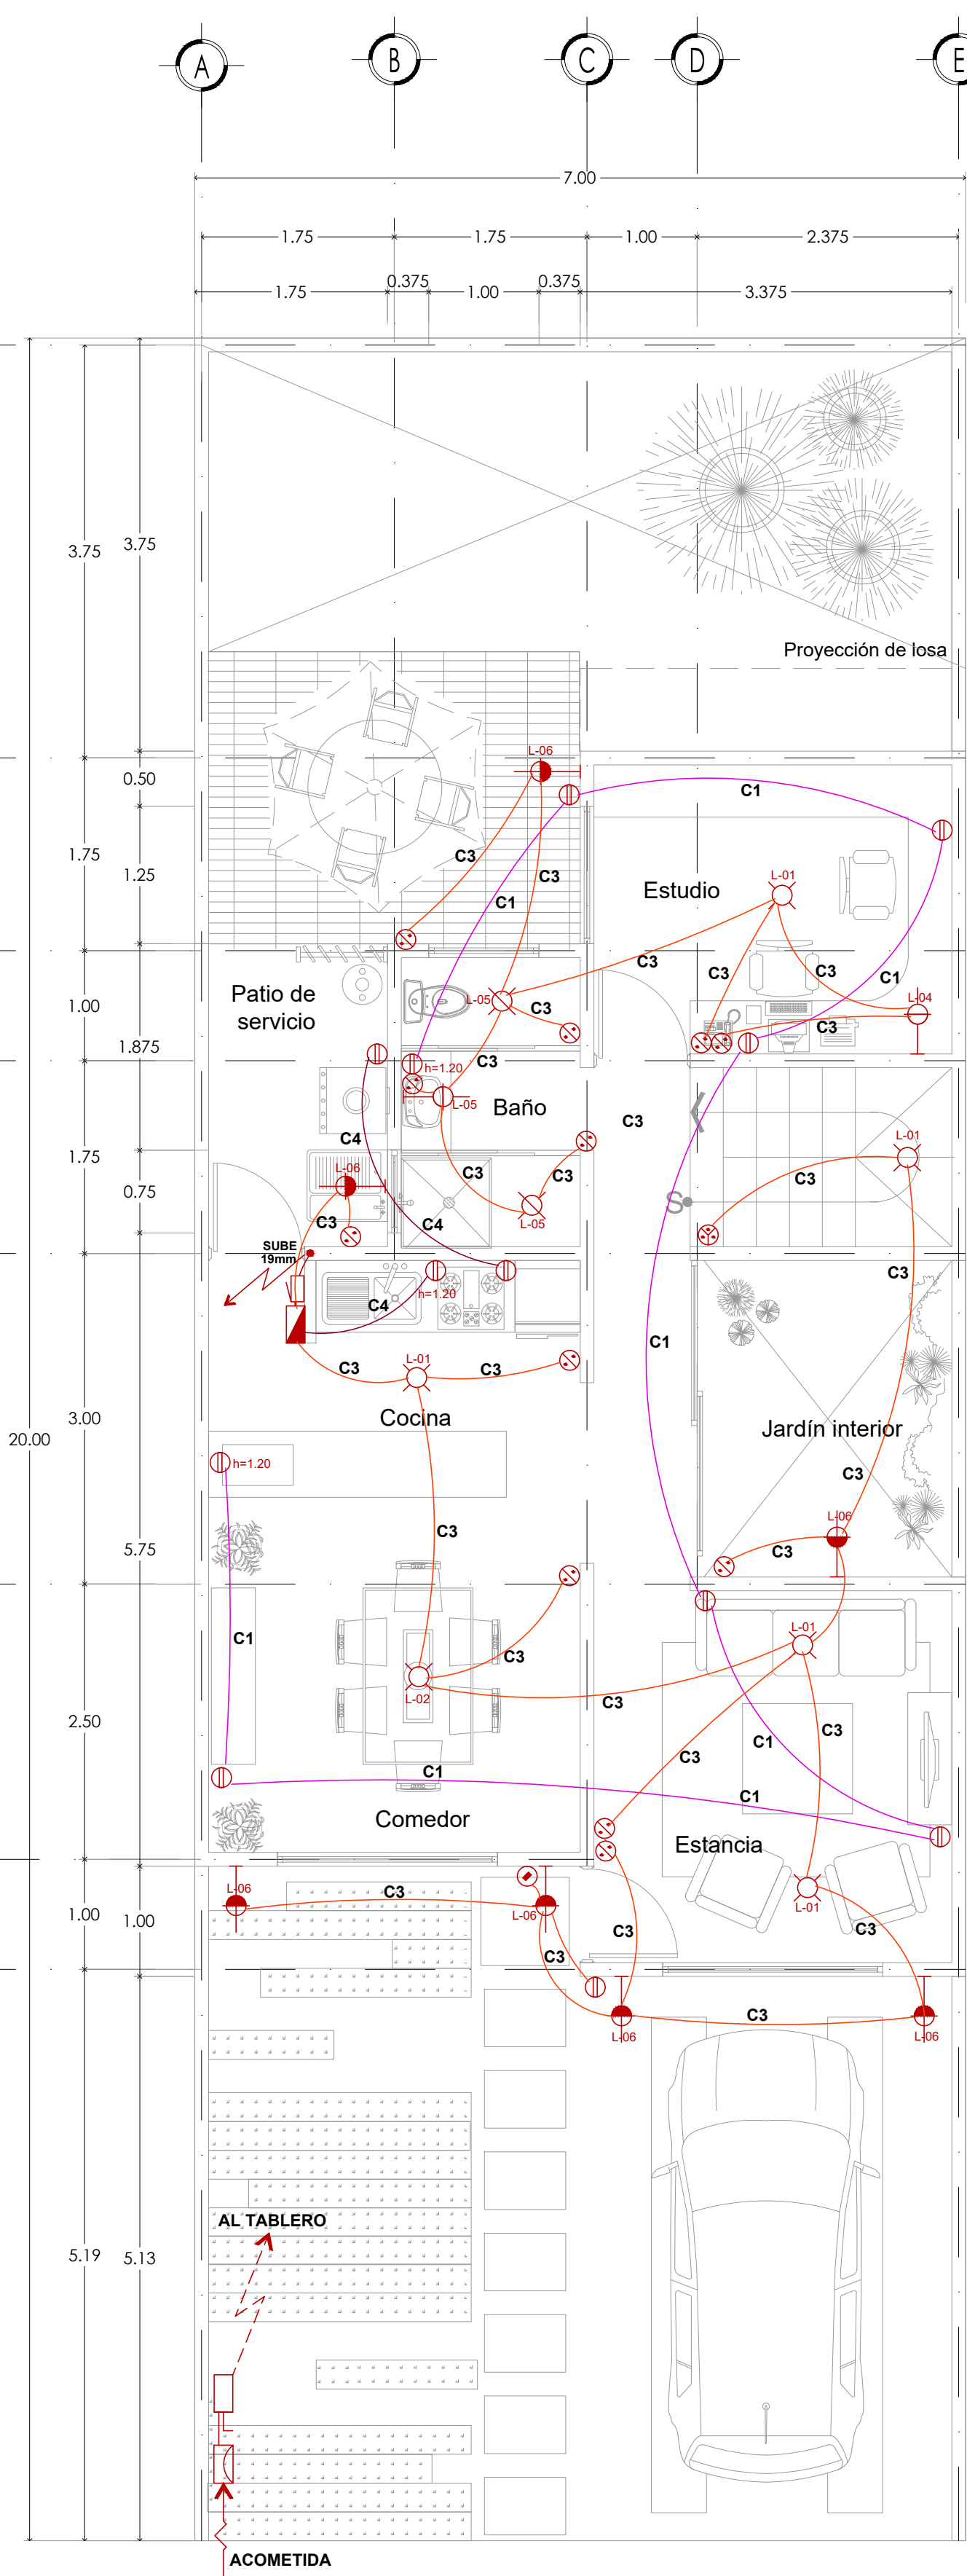 A B C D E
7.00
1.75 1.75 1.00 2.375
1.75 0.375 1.00 0.375 3.375
3.75 3.75
Proyección de losa
L-06
0.50
C1
1.75
C3
1.25
C3
L-01
Estudio
C1
C3
C3
C3
C1
Patio de
servicio
L-05
L-04
1.00
C3
C3
1.875
C3
h=1.20
L-05
Baño
C3
C4
L-01
1.75
L-06
C3
C3
0.75
S
C3
C4
L-05
SUBE
19mm
C3
h=1.20
C4
C1
L-01
C3
C3
3.00
Cocina
Jardín interior
20.00
h=1.20
C3
L-06
C3
5.75
C3
L-01
C1
C3
L-02
C3
2.50
C3
C1
C3
C1
C1
Comedor
Estancia
L-06
C3
L-06
L-01
1.00 1.00
C3
C3
C3
C3
L-06
L-06
AL TABLERO
5.19 5.13
ACOMETIDA